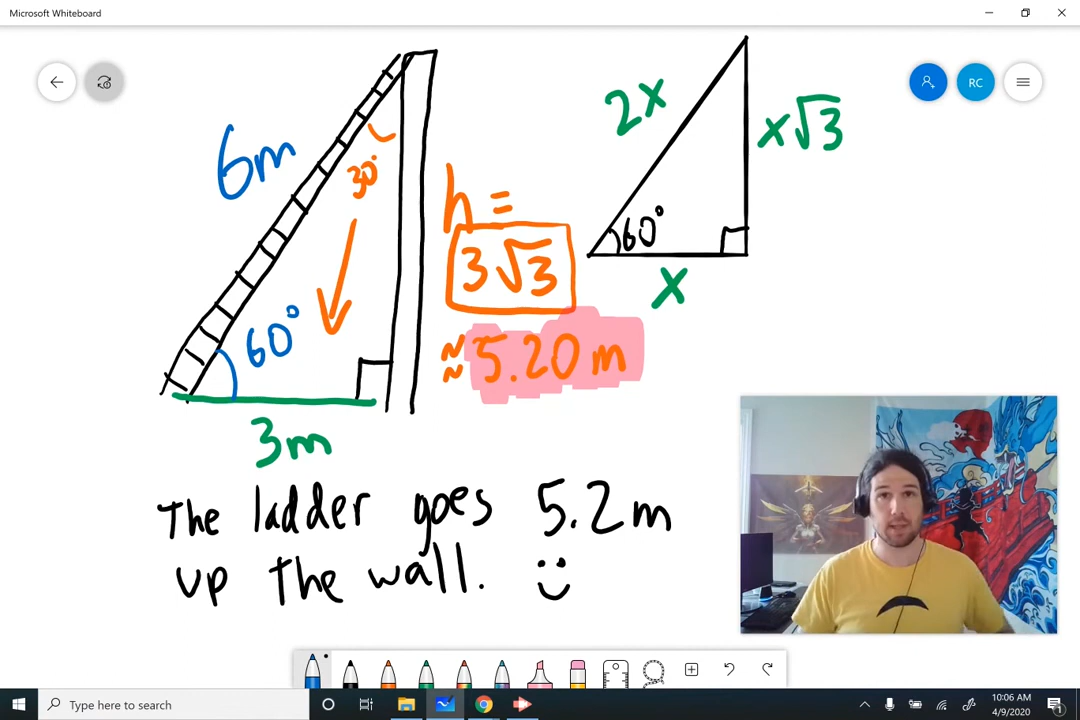 Microsoft Whiteboard
RC
6m
30°
60°
3m
h =
3√3
≈ 5.20 m
2x
x√3
60°
x
The ladder goes 5.2m
up the wall. :)
Type here to search
10:06 AM
4/9/2020
1